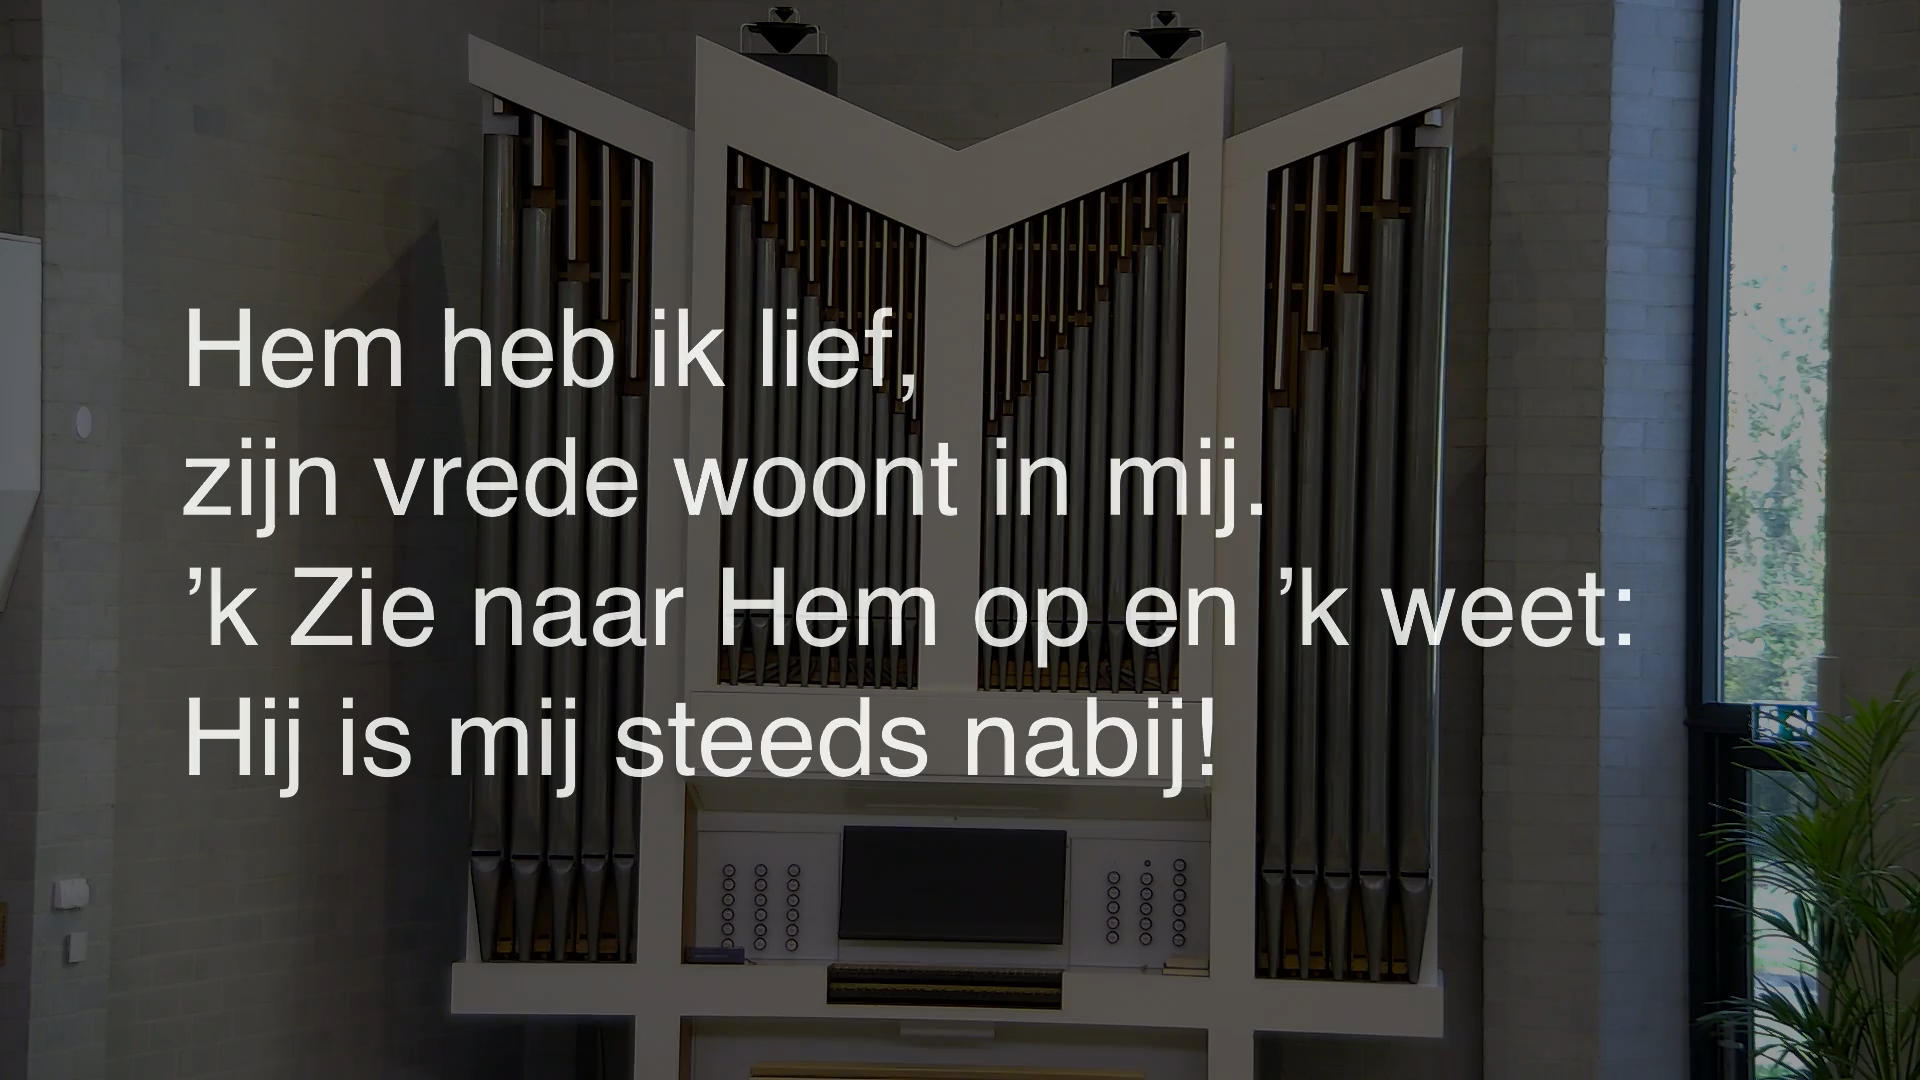 Hem heb ik lief,
zijn vrede woont in mij.
’k Zie naar Hem op en ’k weet:
Hij is mij steeds nabij!